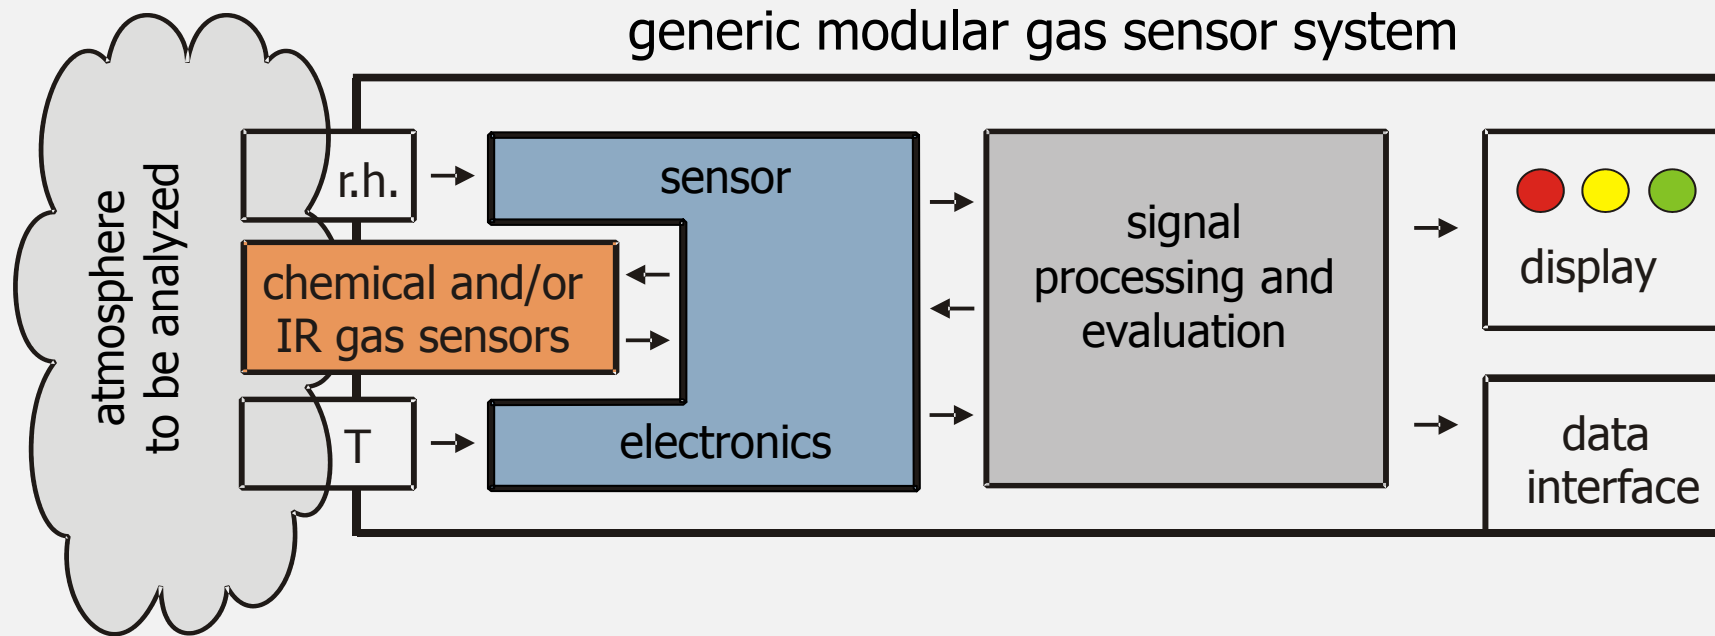 generic modular gas sensor system
atmosphere
to be analyzed
r.h.
chemical and/or
IR gas sensors
T
sensor
electronics
signal
processing and
evaluation
display
data
interface